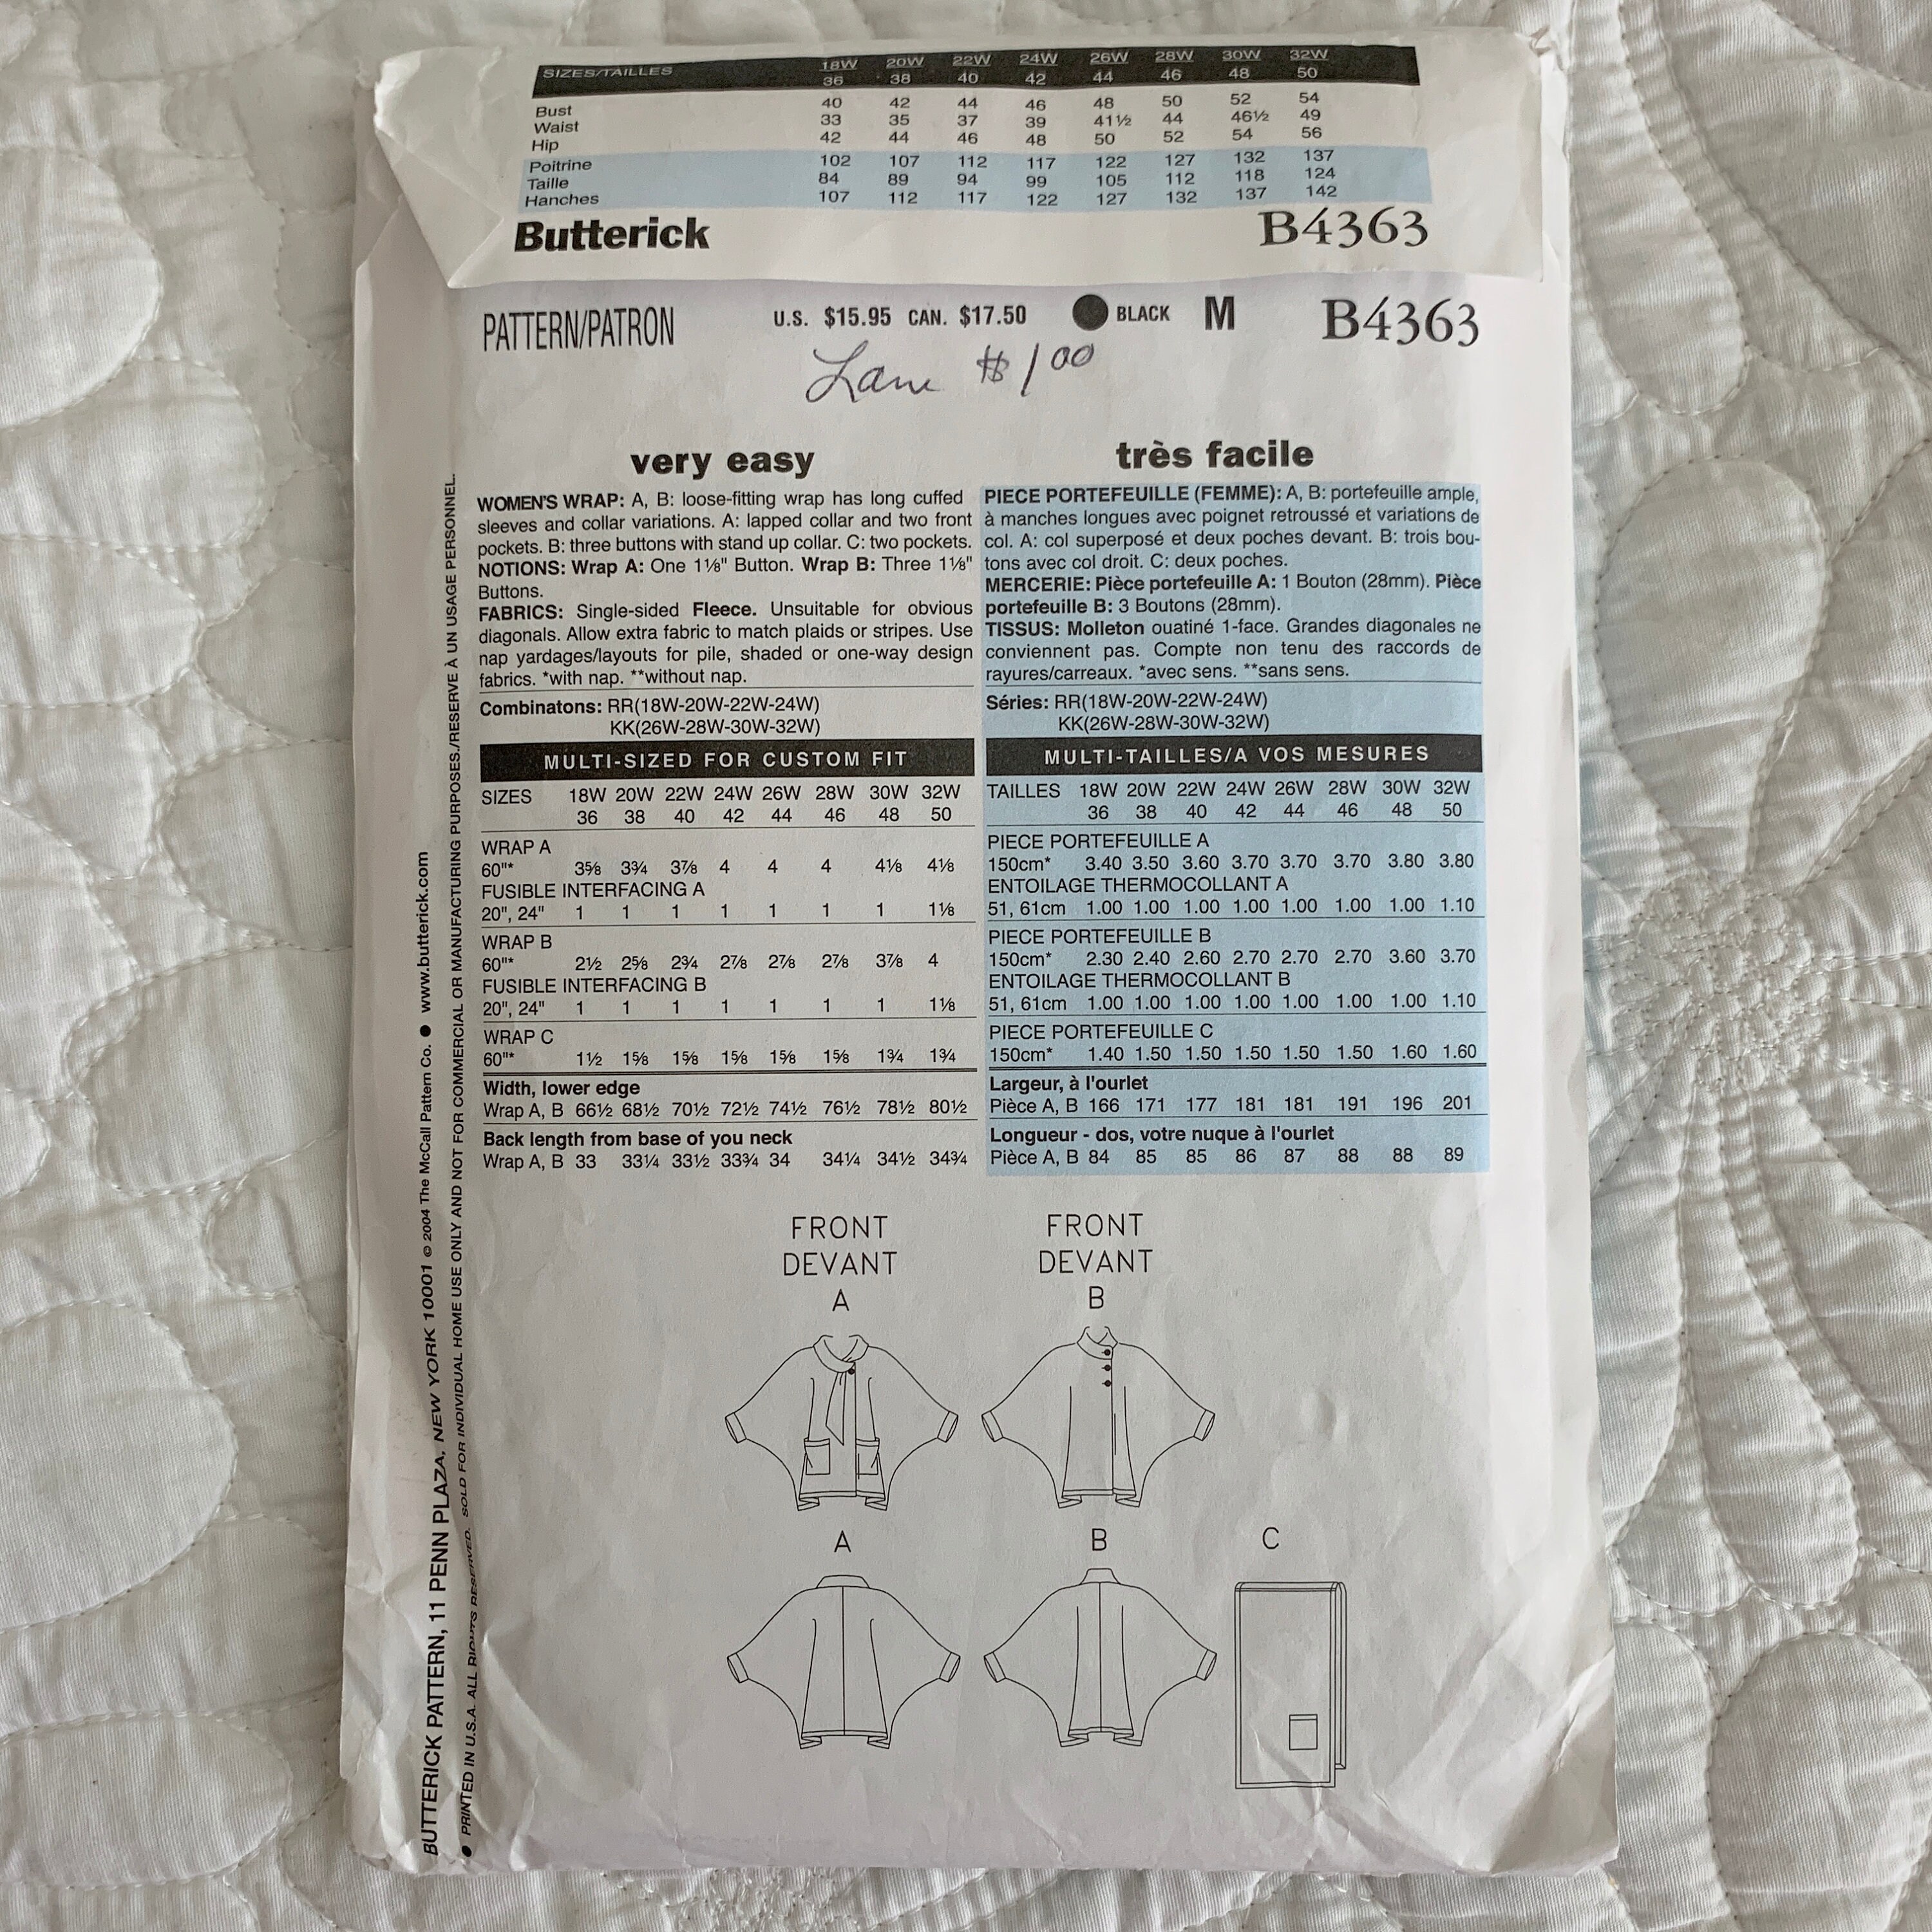 SIZES/TAILLES 18W 20W 22W 24W 26W 28W 30W 32W
36 38 40 42 44 46 48 50
Bust 40 42 44 46 48 50 52 54
Waist 33 35 37 39 41½ 44 46½ 49
Hip 42 44 46 48 50 52 54 56
Poitrine 102 107 112 117 122 127 132 137
Taille 84 89 94 99 105 112 118 124
Hanches 107 112 117 122 127 132 137 142
Butterick B4363
PATTERN/PATRON U.S. $15.95 CAN. $17.50 BLACK M B4363
$1 00
very easy
WOMEN'S WRAP: A, B: loose-fitting wrap has long cuffed
sleeves and collar variations. A: lapped collar and two front
pockets. B: three buttons with stand up collar. C: two pockets.
NOTIONS: Wrap A: One 1⅛" Button. Wrap B: Three 1⅛"
Buttons.
FABRICS: Single-sided Fleece. Unsuitable for obvious
diagonals. Allow extra fabric to match plaids or stripes. Use
nap yardages/layouts for pile, shaded or one-way design
fabrics. *with nap. **without nap.
Combinatons: RR(18W-20W-22W-24W)
KK(26W-28W-30W-32W)
MULTI-SIZED FOR CUSTOM FIT
SIZES 18W 20W 22W 24W 26W 28W 30W 32W
36 38 40 42 44 46 48 50
WRAP A
60"* 3⅝ 3¾ 3⅞ 4 4 4 4⅛ 4⅛
FUSIBLE INTERFACING A
20", 24" 1 1 1 1 1 1 1 1⅛
WRAP B
60"* 2½ 2⅝ 2¾ 2⅞ 2⅞ 2⅞ 3⅞ 4
FUSIBLE INTERFACING B
20", 24" 1 1 1 1 1 1 1 1⅛
WRAP C
60"* 1½ 1⅝ 1⅝ 1⅝ 1⅝ 1⅝ 1¾ 1¾
Width, lower edge
Wrap A, B 66½ 68½ 70½ 72½ 74½ 76½ 78½ 80½
Back length from base of you neck
Wrap A, B 33 33¼ 33½ 33¾ 34 34¼ 34½ 34¾
très facile
PIECE PORTEFEUILLE (FEMME): A, B: portefeuille ample,
à manches longues avec poignet retroussé et variations de
col. A: col superposé et deux poches devant. B: trois bou-
tons avec col droit. C: deux poches.
MERCERIE: Pièce portefeuille A: 1 Bouton (28mm). Pièce
portefeuille B: 3 Boutons (28mm).
TISSUS: Molleton ouatiné 1-face. Grandes diagonales ne
conviennent pas. Compte non tenu des raccords de
rayures/carreaux. *avec sens. **sans sens.
Séries: RR(18W-20W-22W-24W)
KK(26W-28W-30W-32W)
MULTI-TAILLES/A VOS MESURES
TAILLES 18W 20W 22W 24W 26W 28W 30W 32W
36 38 40 42 44 46 48 50
PIECE PORTEFEUILLE A
150cm* 3.40 3.50 3.60 3.70 3.70 3.70 3.80 3.80
ENTOILAGE THERMOCOLLANT A
51, 61cm 1.00 1.00 1.00 1.00 1.00 1.00 1.00 1.10
PIECE PORTEFEUILLE B
150cm* 2.30 2.40 2.60 2.70 2.70 2.70 3.60 3.70
ENTOILAGE THERMOCOLLANT B
51, 61cm 1.00 1.00 1.00 1.00 1.00 1.00 1.00 1.10
PIECE PORTEFEUILLE C
150cm* 1.40 1.50 1.50 1.50 1.50 1.50 1.60 1.60
Largeur, à l'ourlet
Pièce A, B 166 171 177 181 181 191 196 201
Longueur - dos, votre nuque à l'ourlet
Pièce A, B 84 85 85 86 87 88 88 89
FRONT FRONT
DEVANT DEVANT
A B
A B C
BUTTERICK PATTERN, 11 PENN PLAZA, NEW YORK 10001 © 2004 The McCall Pattern Co. ● www.butterick.com
● PRINTED IN U.S.A. ALL RIGHTS RESERVED. SOLD FOR INDIVIDUAL HOME USE ONLY AND NOT FOR COMMERCIAL OR MANUFACTURING PURPOSES./RESERVE À UN USAGE PERSONNEL.